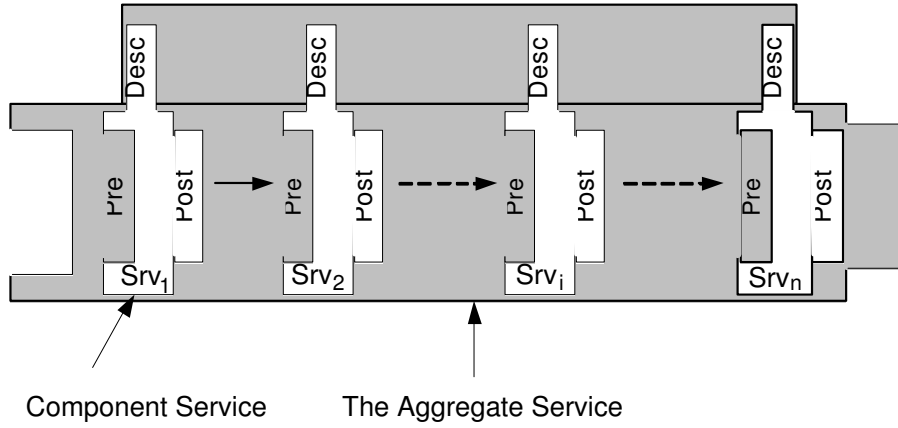 Desc Desc Desc Desc
Pre Post Pre Post Pre Post Pre Post
Srv1 Srv2 Srvi Srvn
Component Service The Aggregate Service